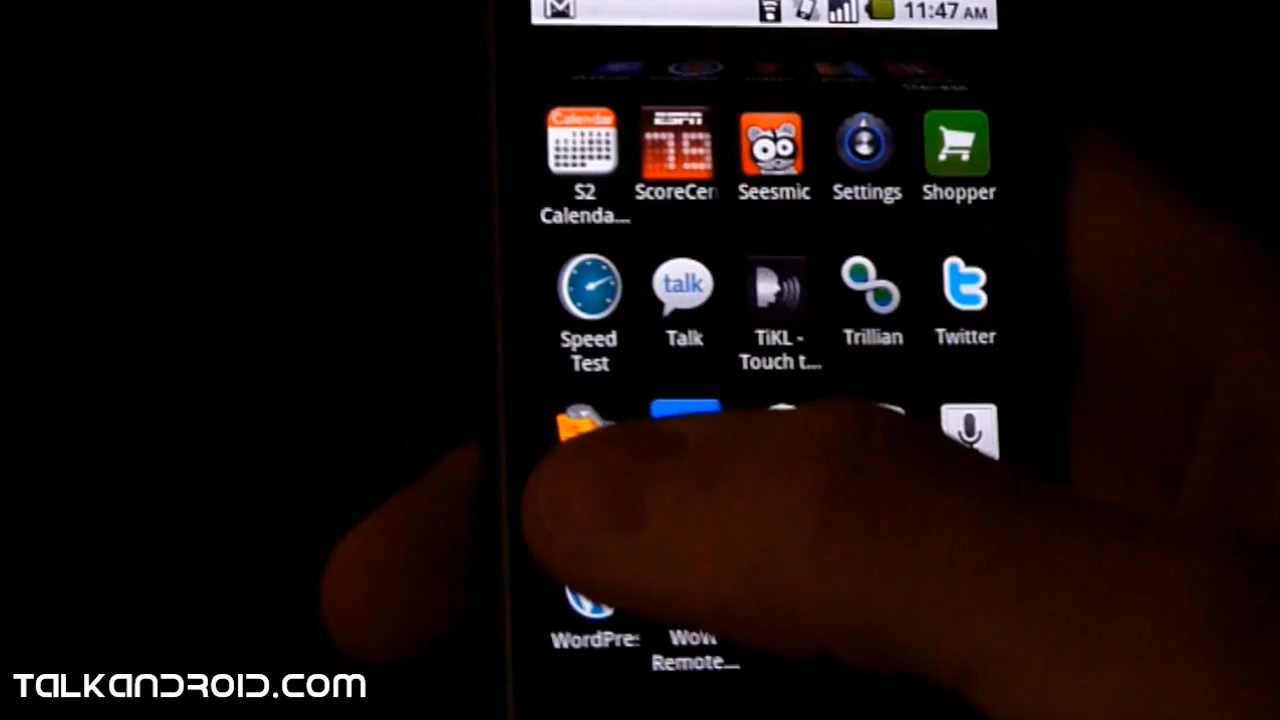 11:47 AM
Calendar
ESPN
S2 ScoreCen Seesmic Settings Shopper
Calenda...
talk
Speed Talk TiKL - Trillian Twitter
Test Touch t...
WordPres WoW
Remote...
TALKANDROID.COM